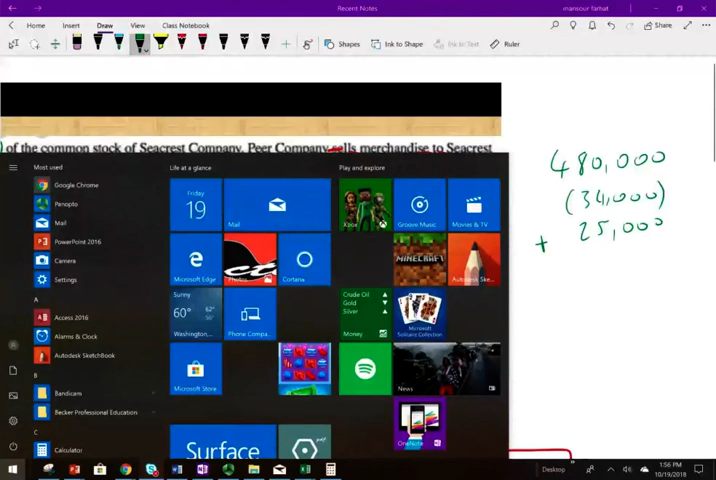 Recent Notes
mansour farhat
Home Insert Draw View Class Notebook
Share
Shapes Ink to Shape Ink to Text Ruler
) of the common stock of Seacrest Company. Peer Company sells merchandise to Seacrest
480,000
(34,000)
+ 25,000
Most used
Google Chrome
Panopto
Mail
PowerPoint 2016
Camera
Settings
A
Access 2016
Alarms & Clock
Autodesk SketchBook
B
Bandicam
Becker Professional Education
C
Calculator
Life at a glance
Friday
19
Mail
Microsoft Edge
Photos
Cortana
Sunny
60° 62°
Washington,...
Phone Compa...
Microsoft Store
Surface
Play and explore
Xbox
Groove Music
Movies & TV
MINECRAFT
Autodesk Ske...
Crude Oil
Gold
Silver
Money
Microsoft
Solitaire Collection
News
OneNote
Desktop
1:56 PM
10/19/2018